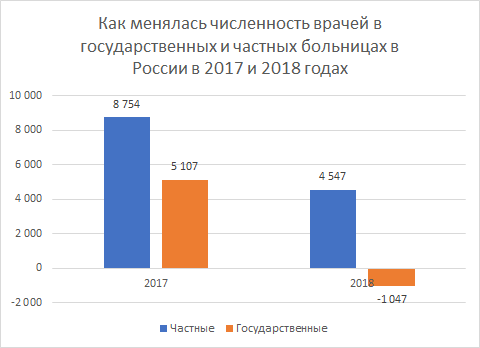 Как менялась численность врачей в
государственных и частных больницах в
России в 2017 и 2018 годах
10 000
8 754
8 000
6 000
5 107
4 547
4 000
2 000
0
2017
2018
-1 047
-2 000
Частные
Государственные